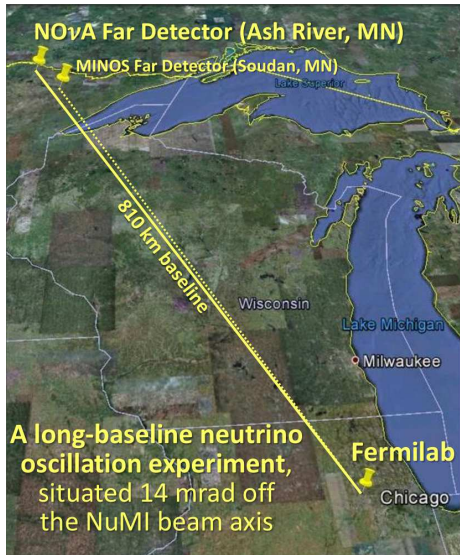 NOνA Far Detector (Ash River, MN)
MINOS Far Detector (Soudan, MN)
Lake Superior
810 km baseline
Wisconsin
Lake Michigan
Milwaukee
A long-baseline neutrino
oscillation experiment,
situated 14 mrad off
the NuMI beam axis
Fermilab
Chicago